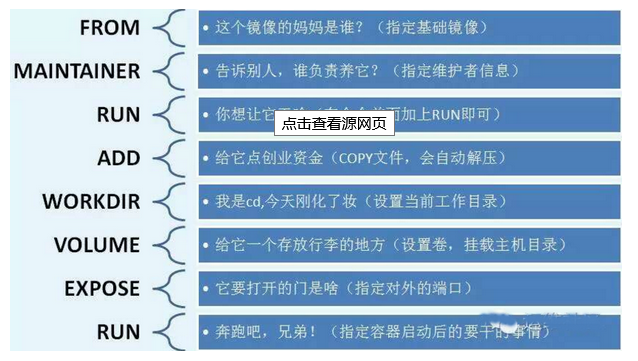 FROM
• 这个镜像的妈妈是谁?（指定基础镜像）
MAINTAINER
• 告诉别人，谁负责养它?（指定维护者信息）
RUN
• 你想让它 面加上RUN即可）
点击查看源网页
ADD
• 给它点创业资金（COPY文件，会自动解压）
WORKDIR
• 我是cd,今天刚化了妆（设置当前工作目录）
VOLUME
• 给它一个存放行李的地方（设置卷，挂载主机目录）
EXPOSE
• 它要打开的门是啥（指定对外的端口）
RUN
• 奔跑吧，兄弟！（指定容器启动后的要干的事情）